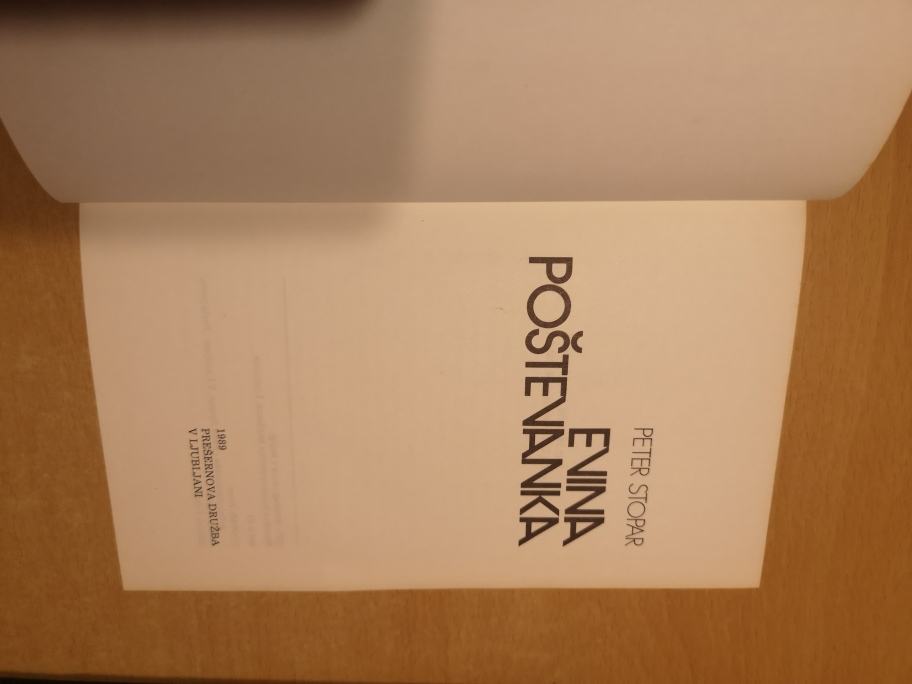 PETER STOPAR
EVINA
POŠTEVANKA
1989
PREŠERNOVA DRUŽBA
V LJUBLJANI